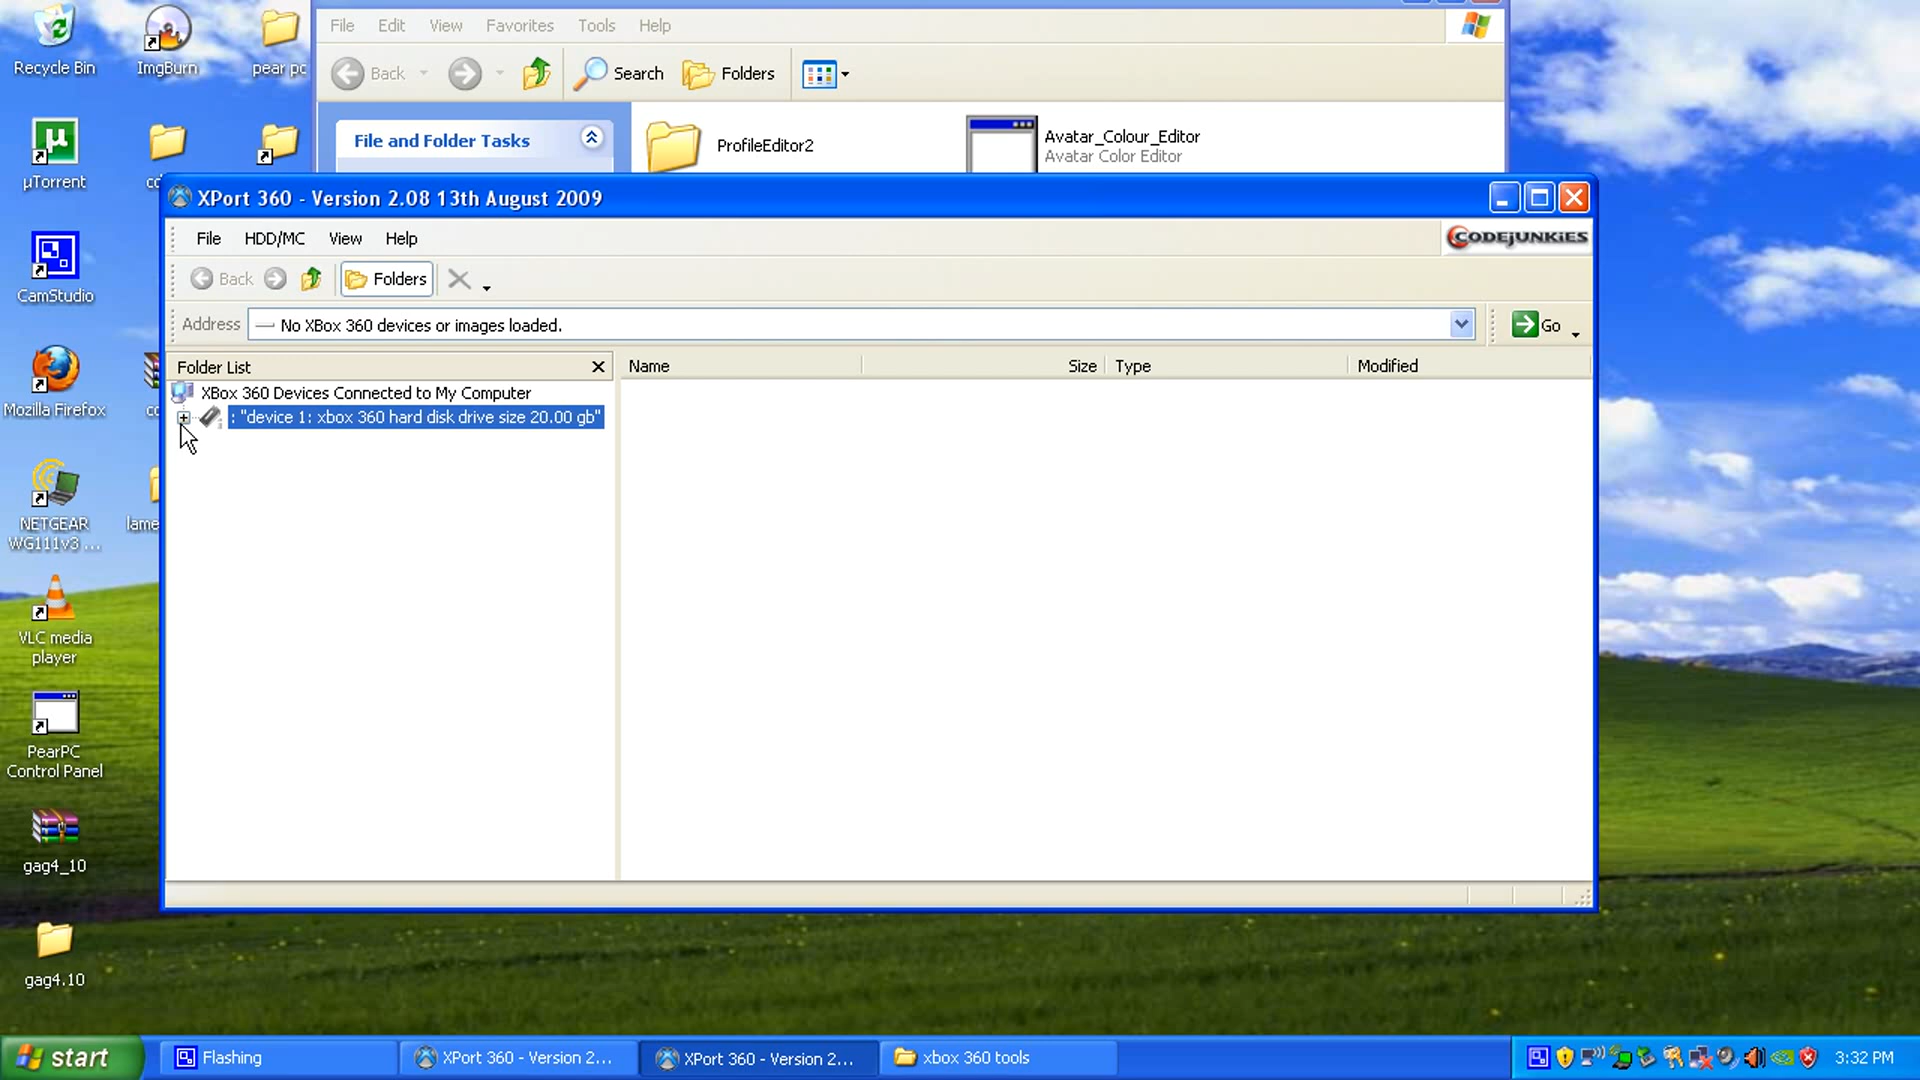 Recycle Bin
ImgBurn
pear pc
File Edit View Favorites Tools Help
Back
Search
Folders
File and Folder Tasks
ProfileEditor2
Avatar_Colour_Editor
Avatar Color Editor
µTorrent
XPort 360 - Version 2.08 13th August 2009
File HDD/MC View Help
CODEJUNKIES
Back
Folders
Address
No XBox 360 devices or images loaded.
Go
Folder List
Name Size Type Modified
XBox 360 Devices Connected to My Computer
: "device 1: xbox 360 hard disk drive size 20.00 gb"
CamStudio
Mozilla Firefox
NETGEAR
WG111v3 ...
lame
VLC media
player
PearPC
Control Panel
gag4_10
gag4.10
start
Flashing
XPort 360 - Version 2...
XPort 360 - Version 2...
xbox 360 tools
3:32 PM